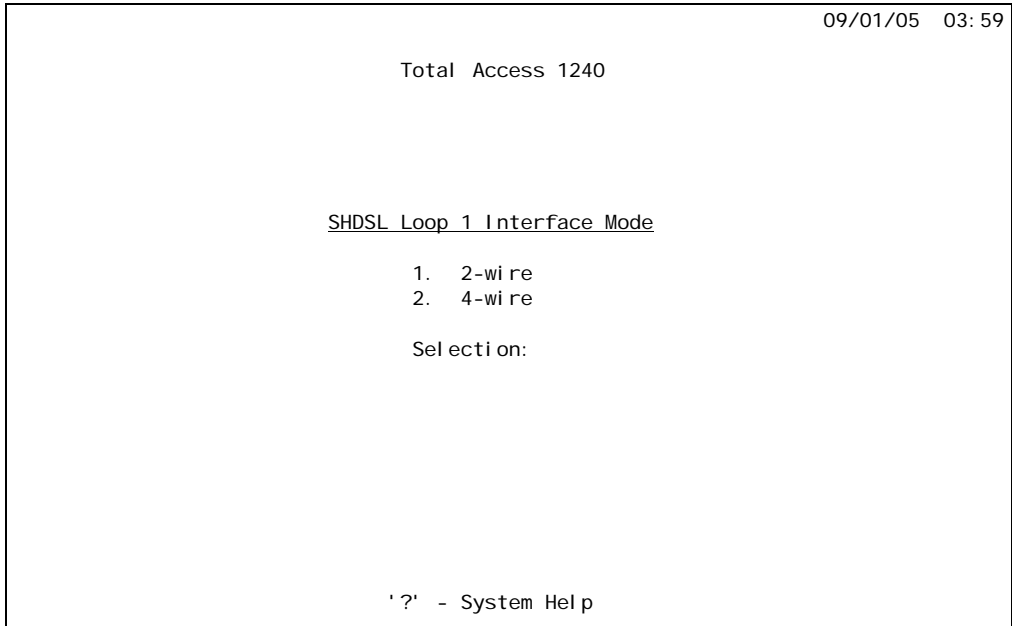 09/01/05 03:59
Total Access 1240
SHDSL Loop 1 Interface Mode
1. 2-wire
2. 4-wire
Selection:
'?' - System Help